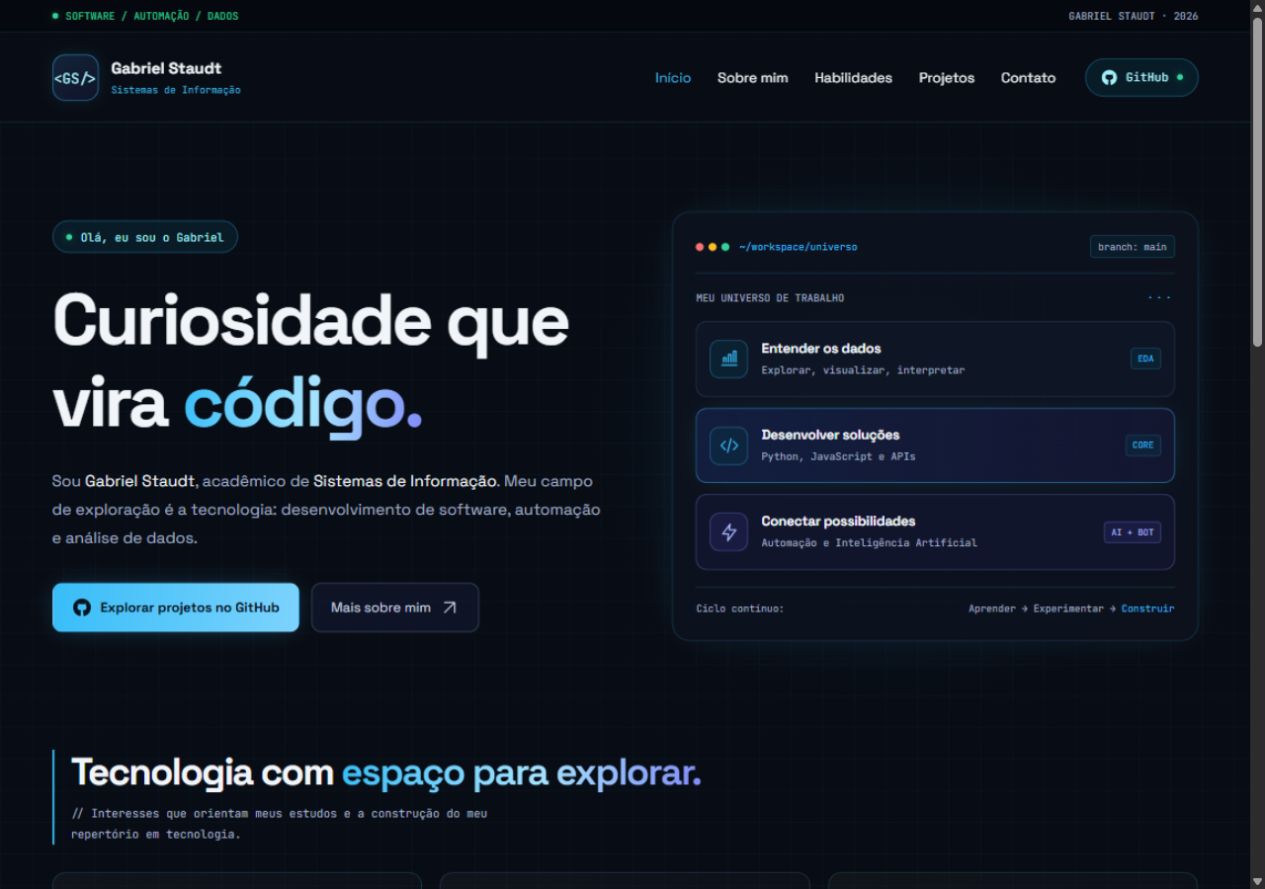 SOFTWARE / AUTOMAÇÃO / DADOS
GABRIEL STAUDT · 2026
<GS/>
Gabriel Staudt
Sistemas de Informação
Início
Sobre mim
Habilidades
Projetos
Contato
GitHub
Olá, eu sou o Gabriel
Curiosidade que
vira código.
Sou Gabriel Staudt, acadêmico de Sistemas de Informação. Meu campo
de exploração é a tecnologia: desenvolvimento de software, automação
e análise de dados.
Explorar projetos no GitHub
Mais sobre mim
~/workspace/universo
branch: main
MEU UNIVERSO DE TRABALHO
...
Entender os dados
Explorar, visualizar, interpretar
EDA
</>
Desenvolver soluções
Python, JavaScript e APIs
CORE
Conectar possibilidades
Automação e Inteligência Artificial
AI + BOT
Ciclo contínuo:
Aprender → Experimentar → Construir
Tecnologia com espaço para explorar.
// Interesses que orientam meus estudos e a construção do meu
repertório em tecnologia.